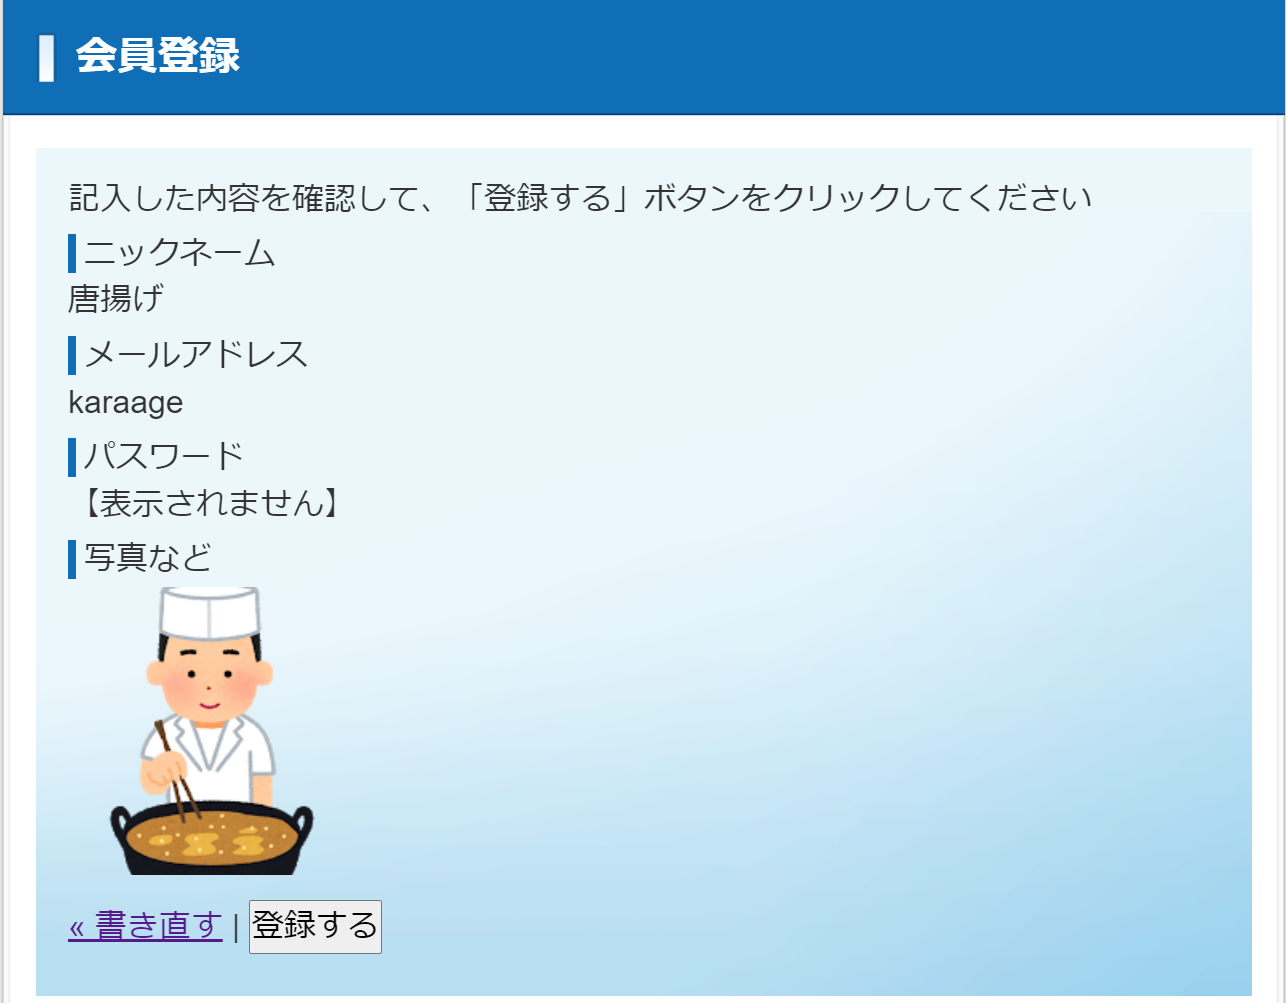 会員登録
記入した内容を確認して、「登録する」ボタンをクリックしてください
ニックネーム
唐揚げ
メールアドレス
karaage
パスワード
【表示されません】
写真など
« 書き直す | 登録する